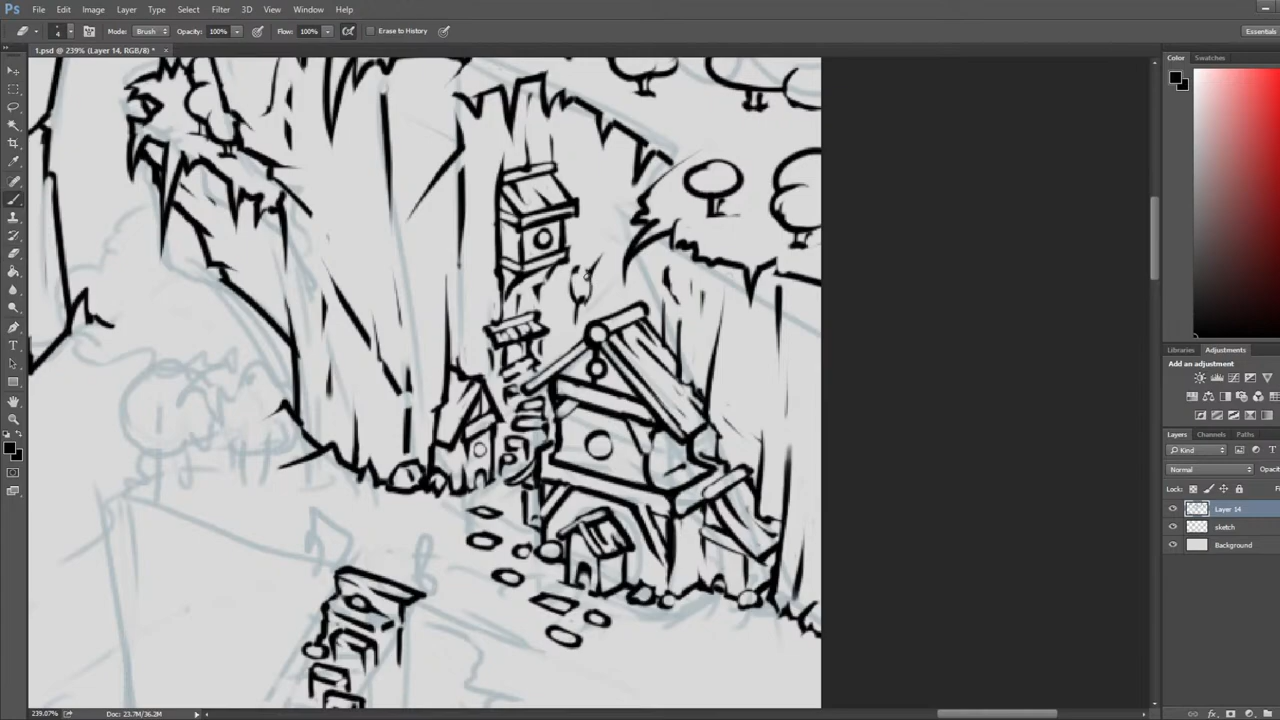 Ps File Edit Image Layer Type Select Filter 3D View Window Help
4 Mode: Brush Opacity: 100% Flow: 100% Erase to History Essentials
1.psd @ 239% (Layer 14, RGB/8) * ×
Color Swatches
Libraries Adjustments
Add an adjustment
Layers Channels Paths
Kind
Normal Opac
Lock:
Layer 14
sketch
Background
239.07% Doc: 23.7M/36.2M